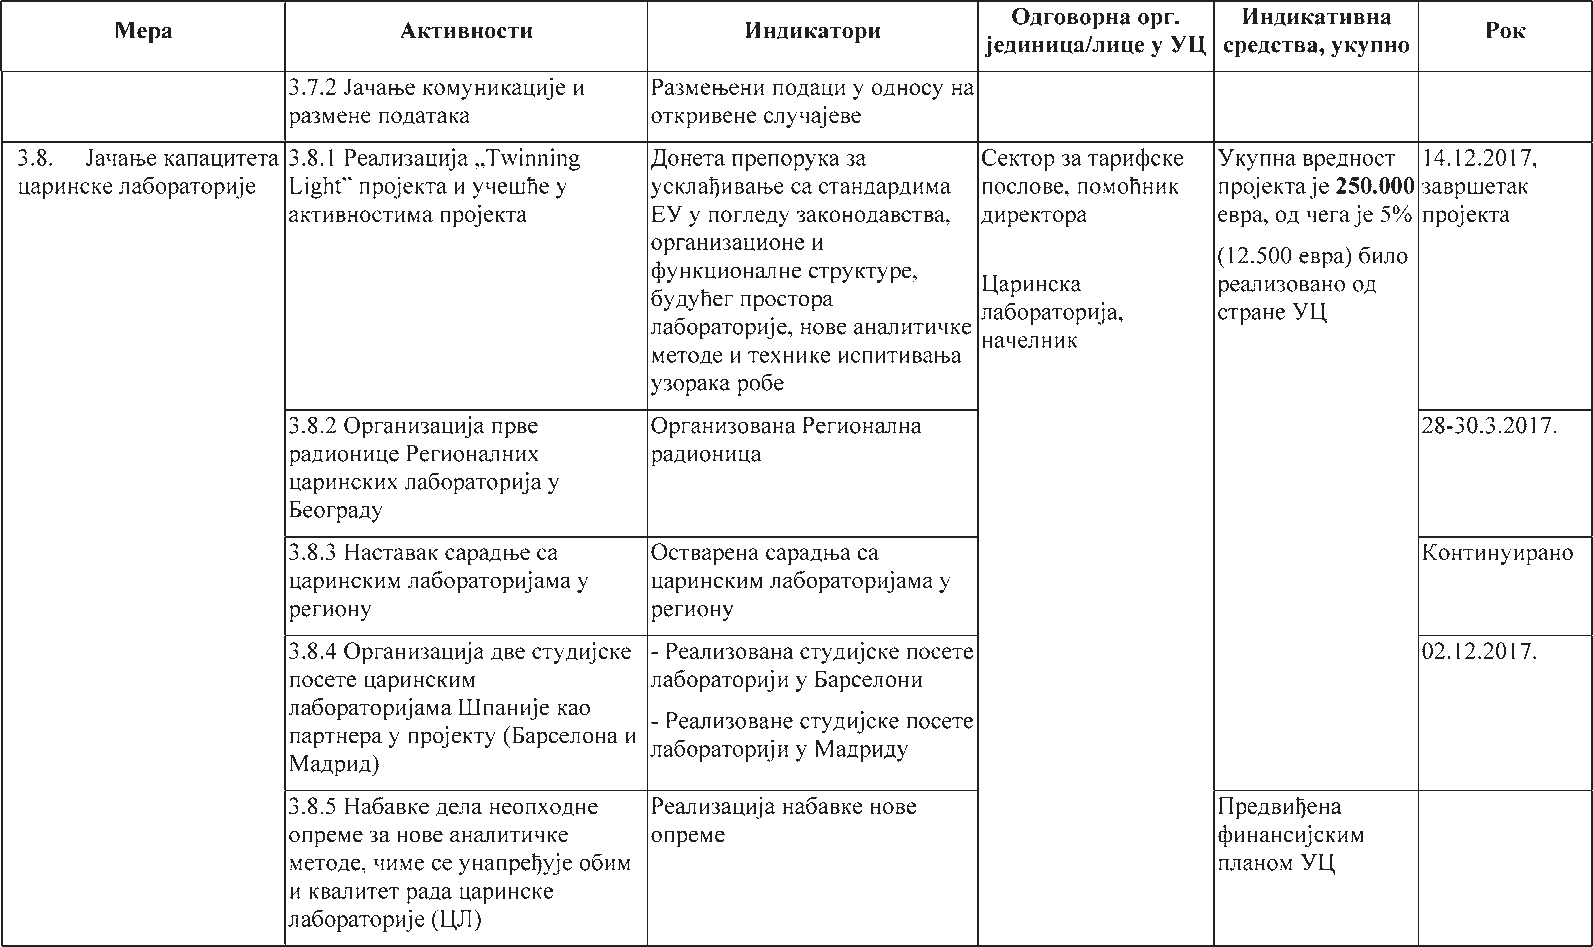 Мера
Активности
Индикатори
Одговорна орг.
јединица/лице у УЦ
Индикативна
средства, укупно
Рок
3.7.2 Јачање комуникације и
размене података
Размењени подаци у односу на
откривене случајеве
3.8. Јачање капацитета
царинске лабораторије
3.8.1 Реализација „Twinning
Light” пројекта и учешће у
активностима пројекта
Донета препорука за
усклађивање са стандардима
ЕУ у погледу законодавства,
организационе и
функционалне структуре,
будућег простора
лабораторије, нове аналитичке
методе и технике испитивања
узорака робе
Сектор за тарифске
послове, помоћник
директора
Царинска
лабораторија,
начелник
Укупна вредност
пројекта је 250.000
евра, од чега је 5%
(12.500 евра) било
реализовано од
стране УЦ
14.12.2017,
завршетак
пројекта
3.8.2 Организација прве
радионице Регионалних
царинских лабораторија у
Београду
Организована Регионална
радионица
28-30.3.2017.
3.8.3 Наставак сарадње са
царинским лабораторијама у
региону
Остварена сарадња са
царинским лабораторијама у
региону
Континуирано
3.8.4 Организација две студијске
посете царинским
лабораторијама Шпаније као
партнера у пројекту (Барселона и
Мадрид)
- Реализована студијске посете
лабораторији у Барселони
- Реализоване студијске посете
лабораторији у Мадриду
02.12.2017.
3.8.5 Набавке дела неопходне
опреме за нове аналитичке
методе, чиме се унапређује обим
и квалитет рада царинске
лабораторије (ЦЛ)
Реализација набавке нове
опреме
Предвиђена
финансијским
планом УЦ